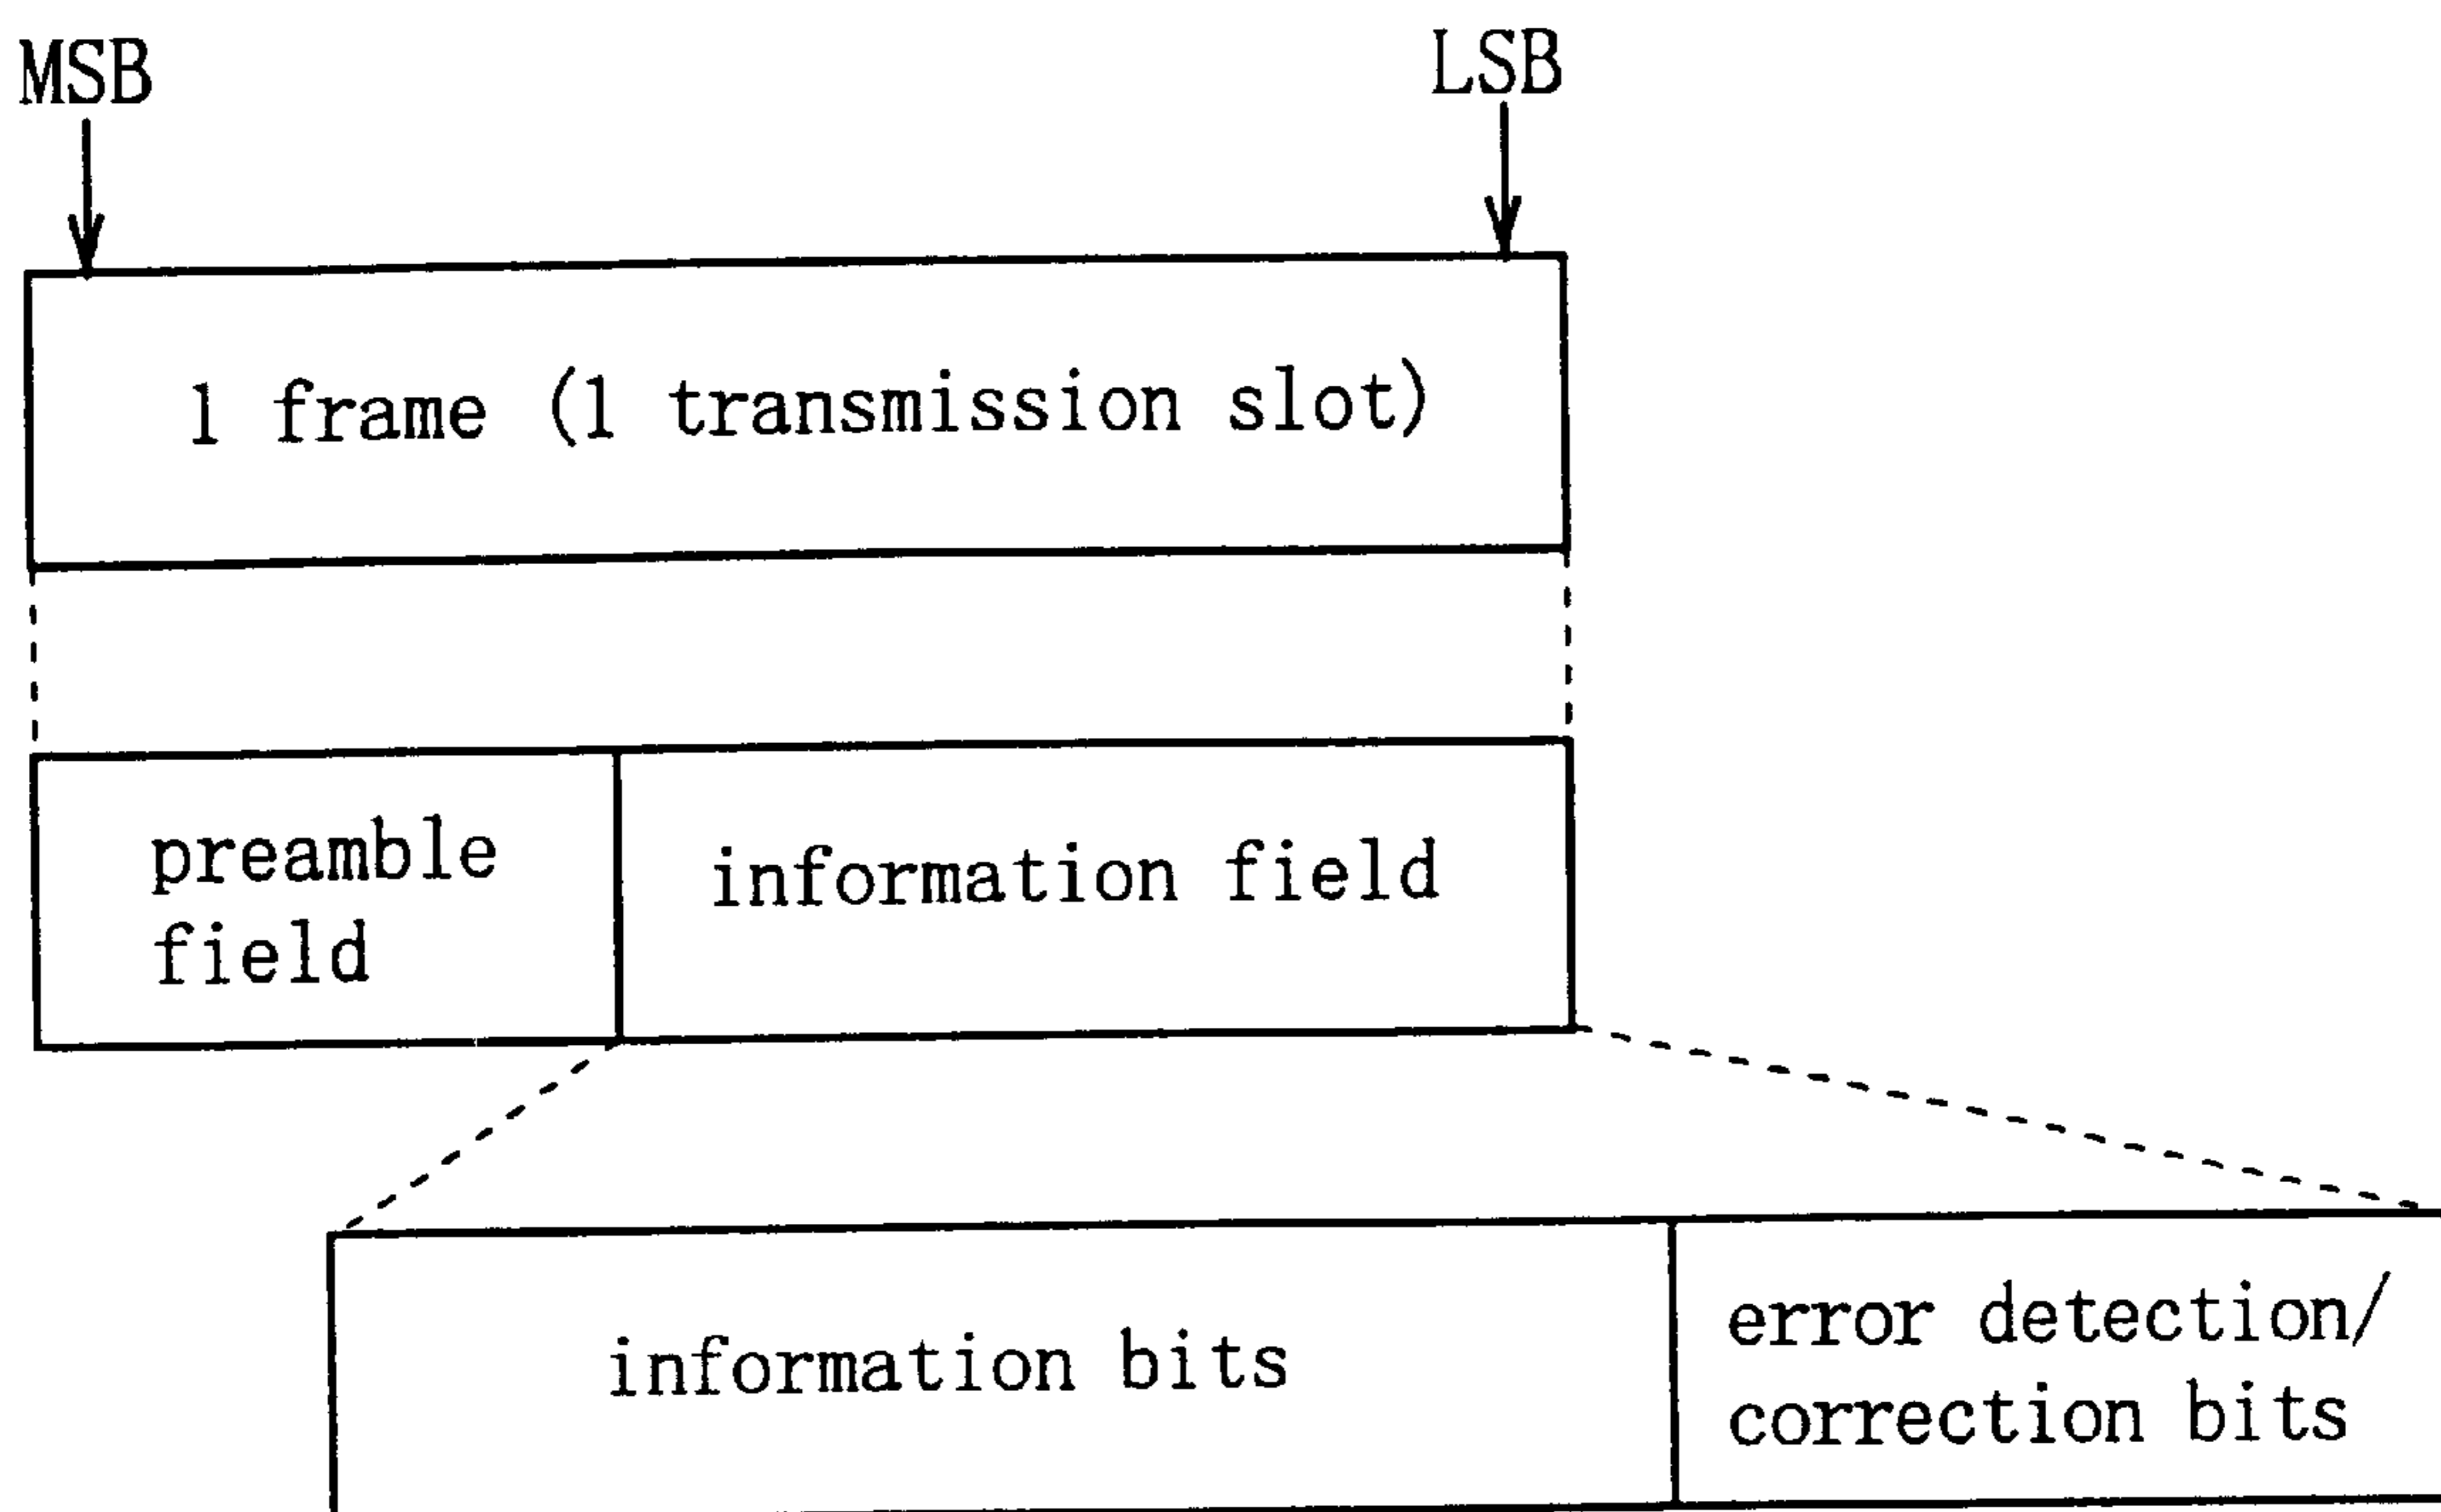 MSB
LSB
1 frame (1 transmission slot)
preamble
field
information field
information bits
error detection/
correction bits